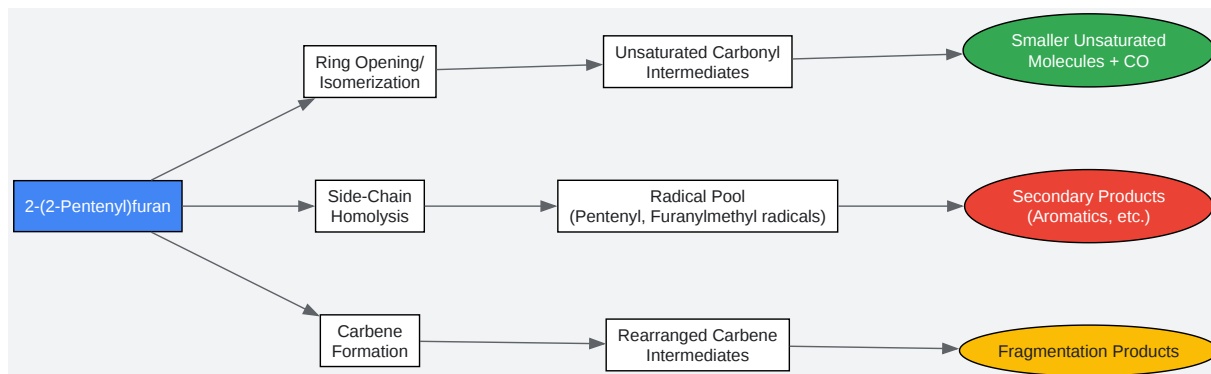 2-(2-Pentenyl)furan
Ring Opening/
Isomerization
Unsaturated Carbonyl
Intermediates
Smaller Unsaturated
Molecules + CO
Side-Chain
Homolysis
Radical Pool
(Pentenyl, Furanylmethyl radicals)
Secondary Products
(Aromatics, etc.)
Carbene
Formation
Rearranged Carbene
Intermediates
Fragmentation Products